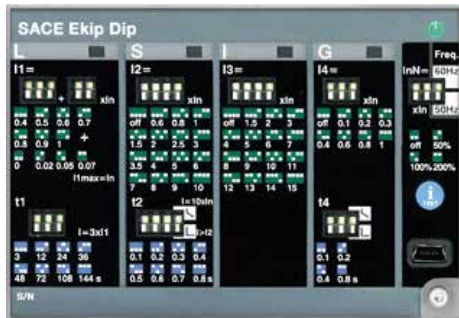 SACE Ekip Dip
L S I G
Freq.
I1= I2= I3= I4= InN= 60Hz
+ xIn xIn xIn xIn xIn 50Hz
0.4 0.5 0.6 0.7
+
0.8 0.9 1
0 0.02 0.05 0.07
I1max=In
off 0.6 0.8 1
1.5 2 2.5 3
3.5 4 5 6
7 8 9 10
off 1.5 2 3
4 5 6 7
8 9 10 11
12 13 14 15
off 0.1 0.2 0.3
0.4 0.6 0.8 1
off 50%
100% 200%
i
TEST
t1
I=3xI1
3 12 24 36
48 72 108 144 s
t2
I=10xIn
I>I2
0.1 0.2 0.3 0.4
0.5 0.6 0.7 0.8 s
t4
0.1 0.2
0.4 0.8 s
S/N